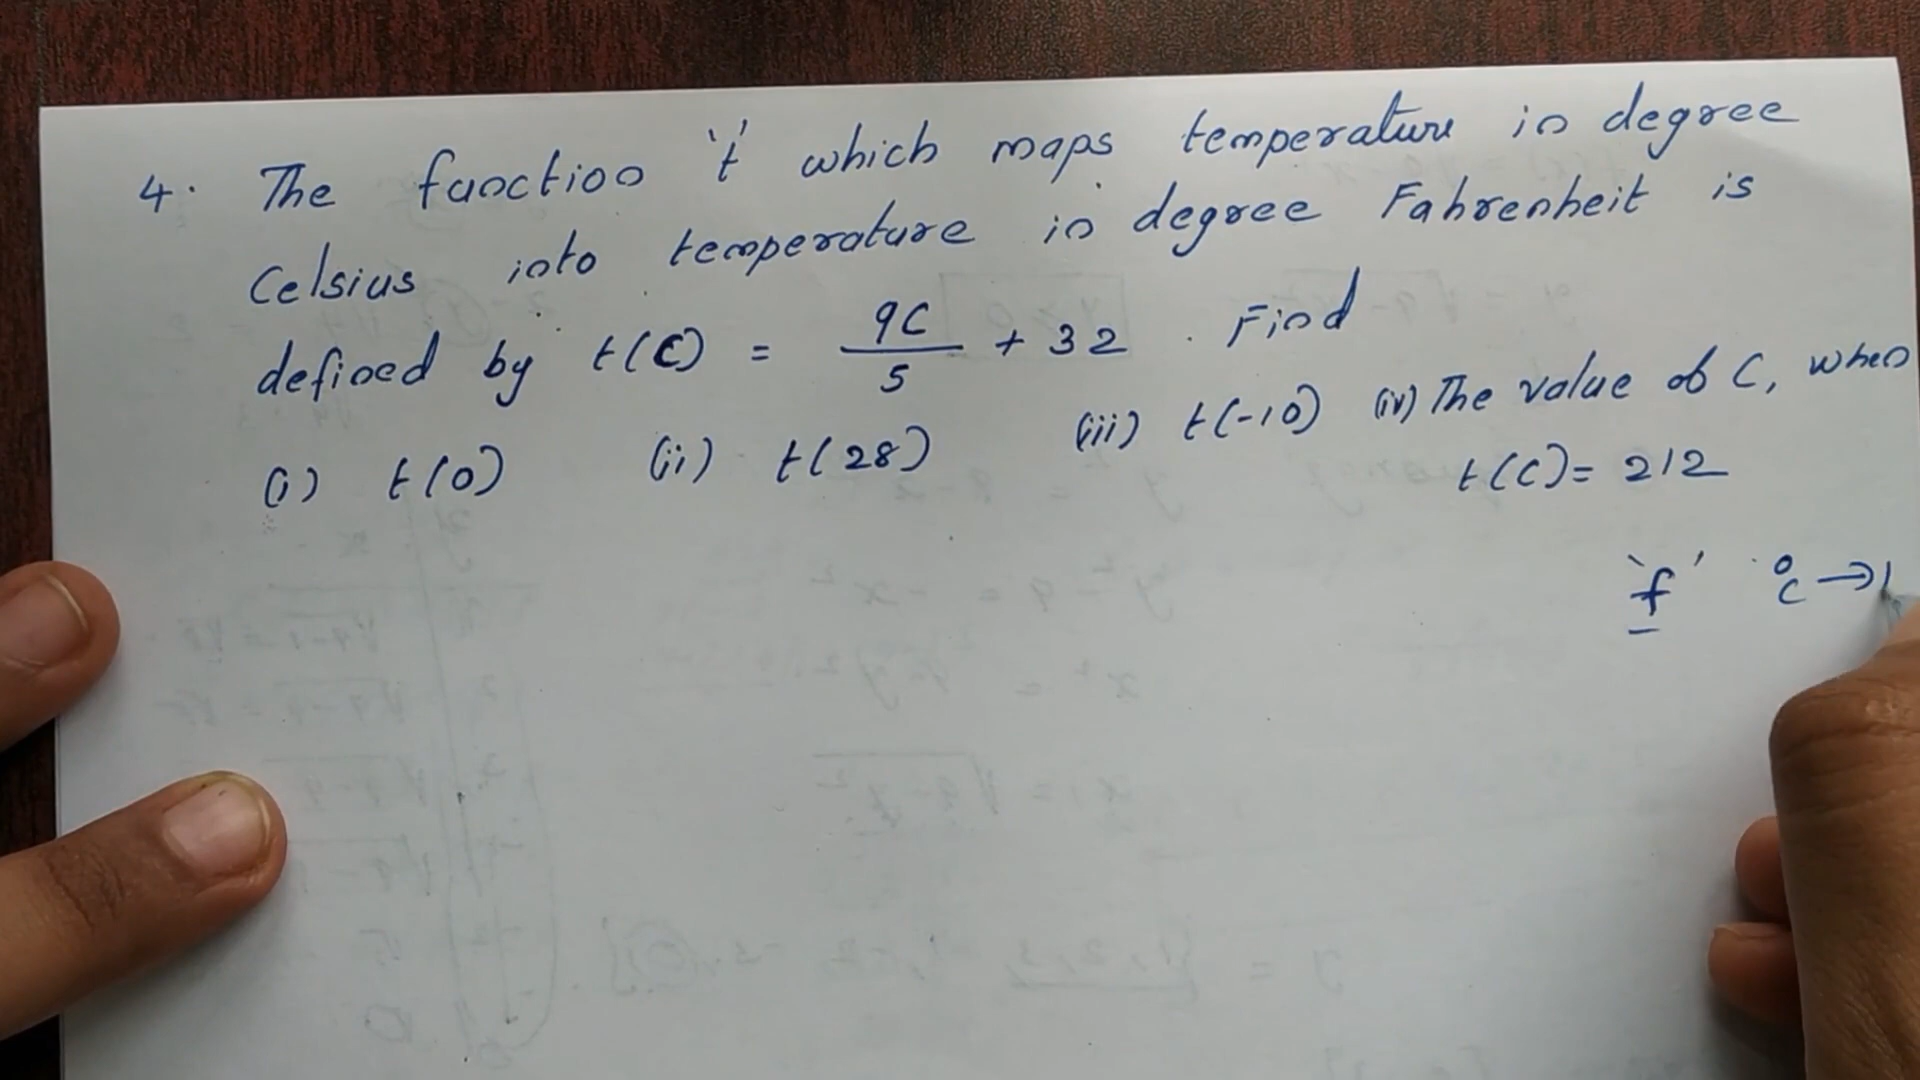 4. The function 't' which maps temperature in degree
Celsius into temperature in degree Fahrenheit is
defined by t(C) = 9C/5 + 32 . Find
(i) t(0) (ii) t(28) (iii) t(-10) (iv) The value of C, when
t(C) = 212
'f' °C →